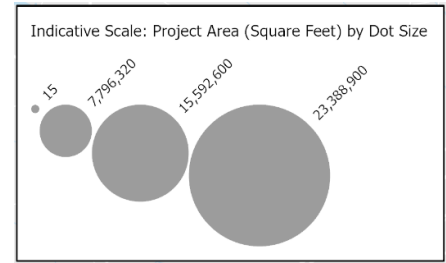 Indicative Scale: Project Area (Square Feet) by Dot Size
15
7,796,320
15,592,600
23,388,900